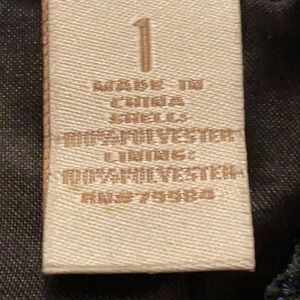 1
MADE IN
CHINA
SHELL:
100%POLYESTER
LINING:
100%POLYESTER
RN#79984